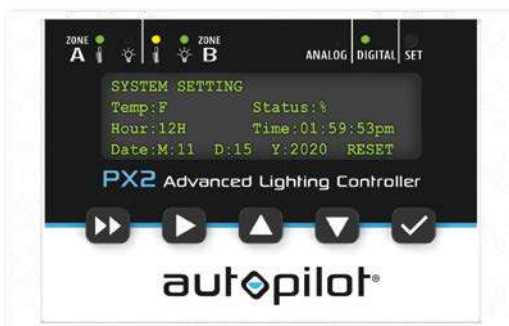 ZONE A ZONE B ANALOG DIGITAL SET
SYSTEM SETTING
Temp:F Status:%
Hour:12H Time:01:59:53pm
Date:M:11 D:15 Y:2020 RESET
PX2 Advanced Lighting Controller
autopilot®